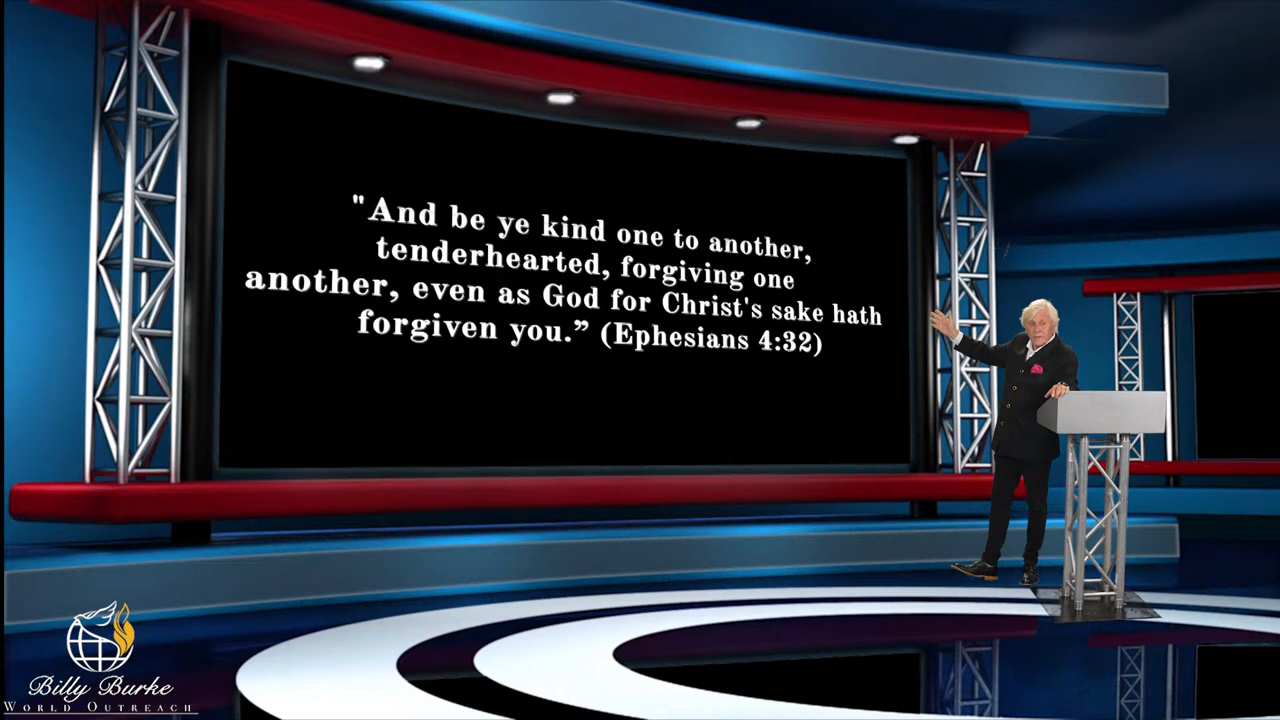 "And be ye kind one to another,
tenderhearted, forgiving one
another, even as God for Christ's sake hath
forgiven you.” (Ephesians 4:32)
Billy Burke
WORLD OUTREACH